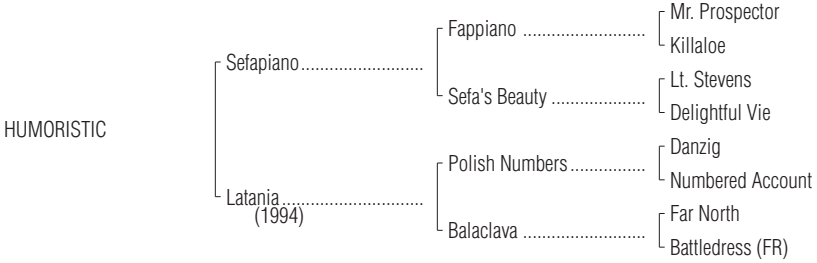 Mr. Prospector
Fappiano ........................
Killaloe
Sefapiano........................
Lt. Stevens
Sefa's Beauty ...................
Delightful Vie
HUMORISTIC
Danzig
Polish Numbers...............
Numbered Account
Latania............................
(1994)
Far North
Balaclava ........................
Battledress (FR)